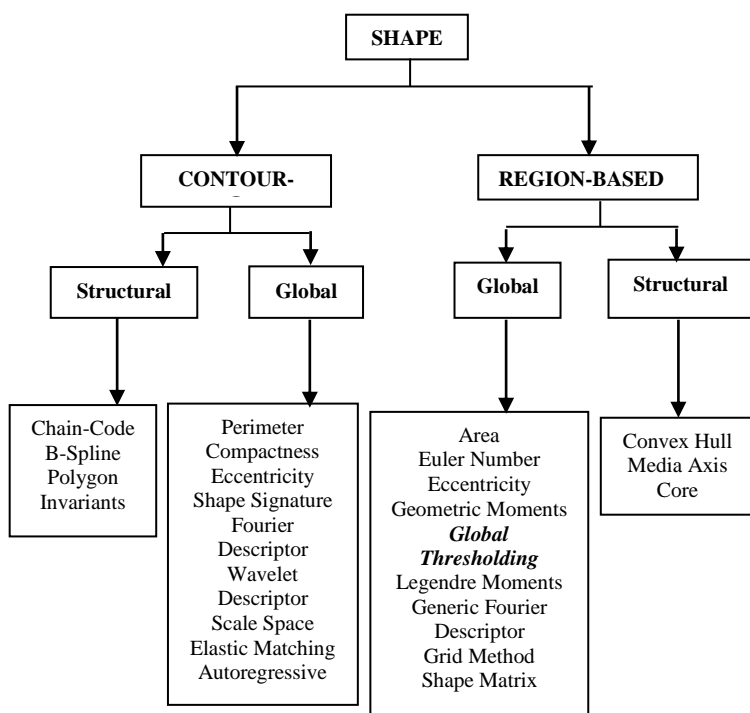 SHAPE
CONTOUR-
REGION-BASED
Structural
Global
Global
Structural
Chain-Code
B-Spline
Polygon
Invariants
Perimeter
Compactness
Eccentricity
Shape Signature
Fourier
Descriptor
Wavelet
Descriptor
Scale Space
Elastic Matching
Autoregressive
Area
Euler Number
Eccentricity
Geometric Moments
Global
Thresholding
Legendre Moments
Generic Fourier
Descriptor
Grid Method
Shape Matrix
Convex Hull
Media Axis
Core